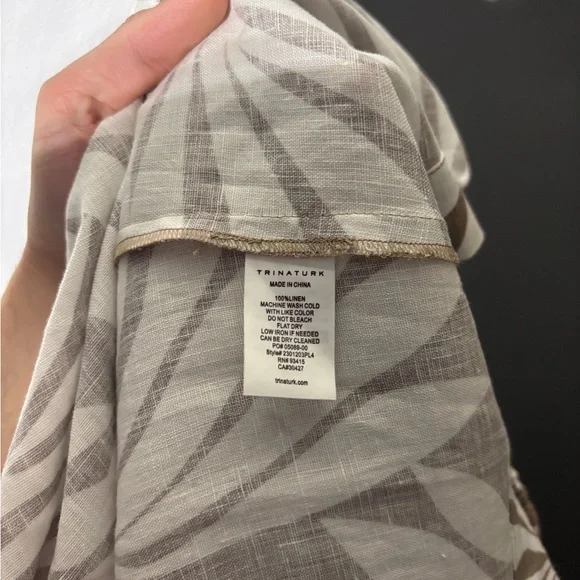 TRINATURK
MADE IN CHINA
100%LINEN
MACHINE WASH COLD
WITH LIKE COLOR
DO NOT BLEACH
FLAT DRY
LOW IRON IF NEEDED
CAN BE DRY CLEANED
PO# 05089-00
Style# 2301203PL4
RN# 93415
CA#30427
trinaturk.com